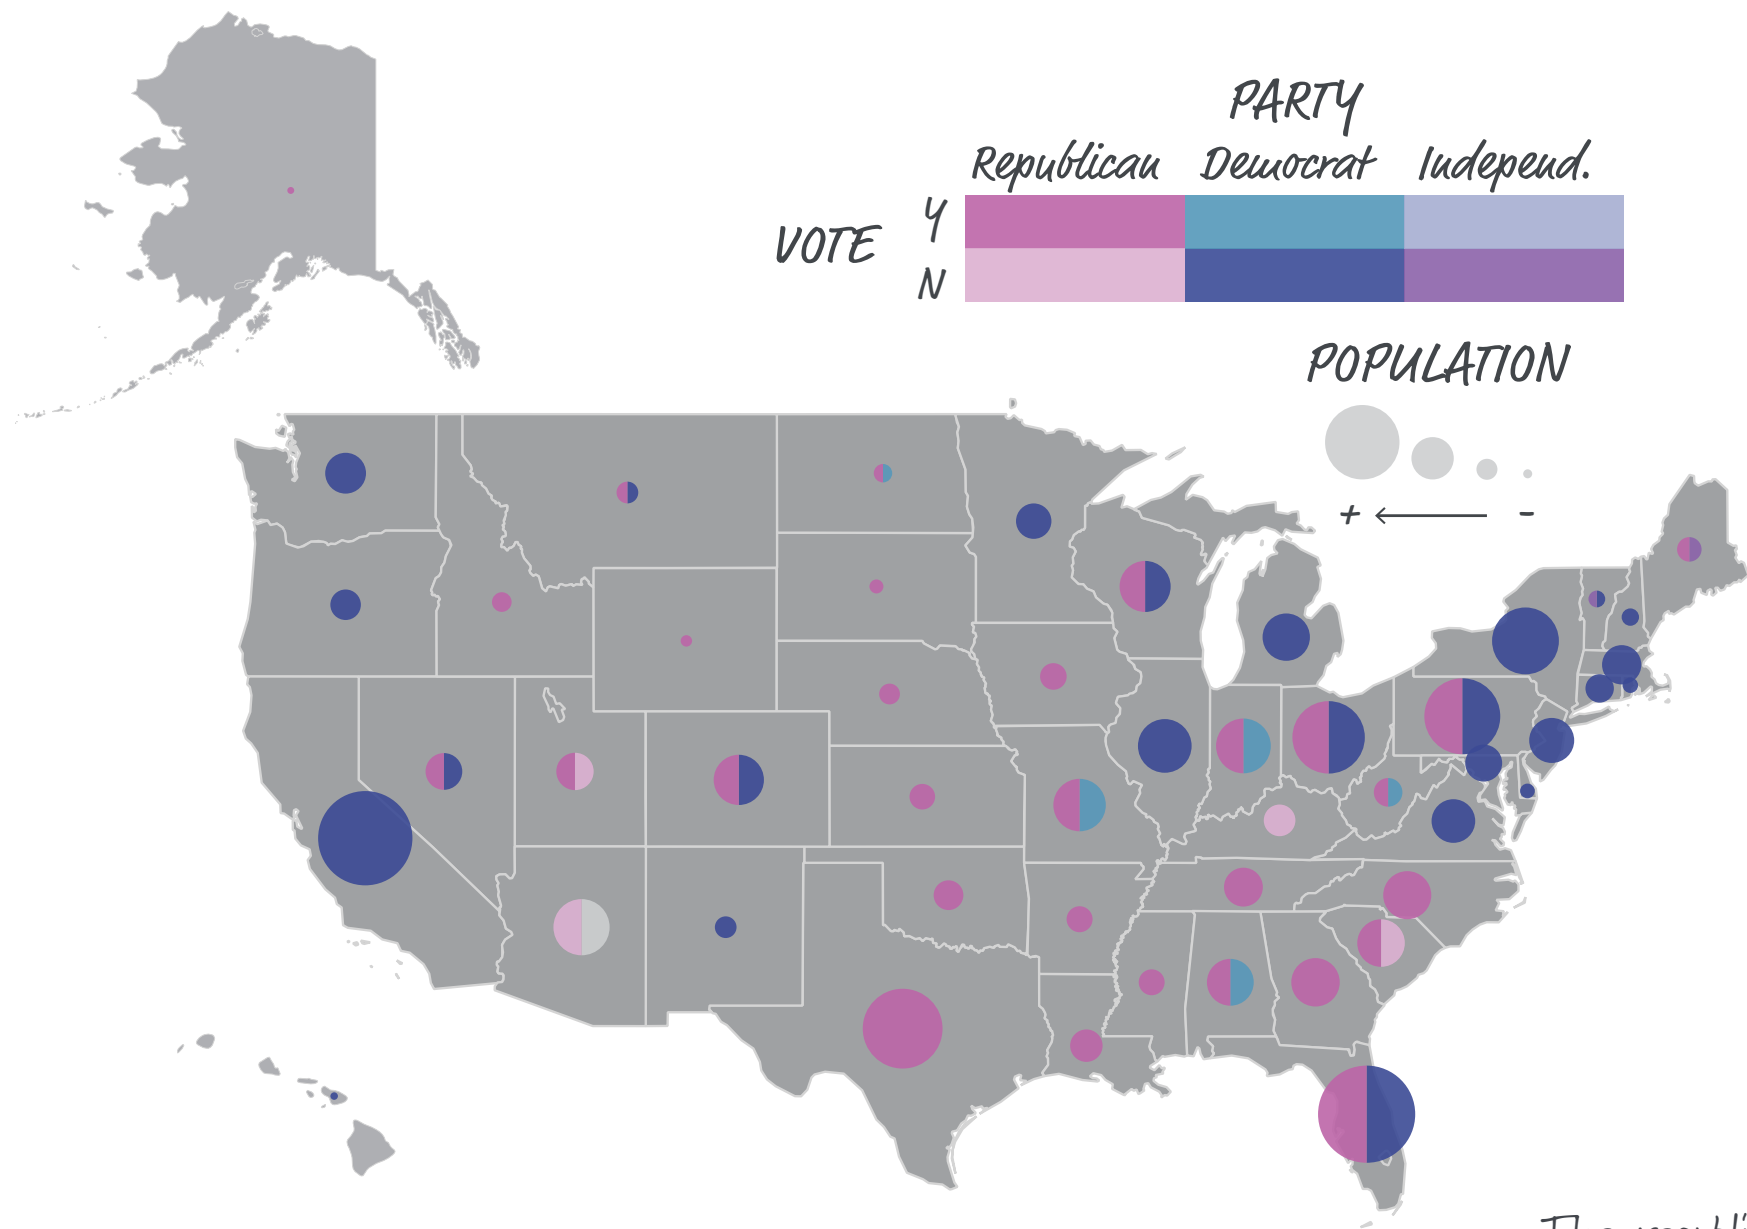 PARTY
Republican Democrat Independ.
VOTE
Y
N
POPULATION
+ -